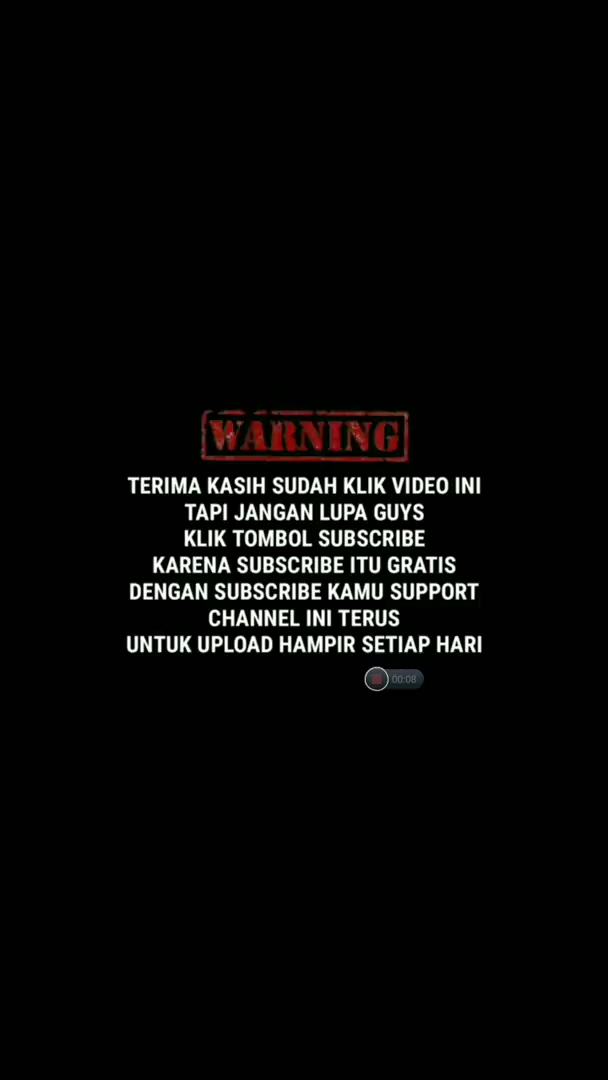 WARNING
TERIMA KASIH SUDAH KLIK VIDEO INI
TAPI JANGAN LUPA GUYS
KLIK TOMBOL SUBSCRIBE
KARENA SUBSCRIBE ITU GRATIS
DENGAN SUBSCRIBE KAMU SUPPORT
CHANNEL INI TERUS
UNTUK UPLOAD HAMPIR SETIAP HARI
00:08